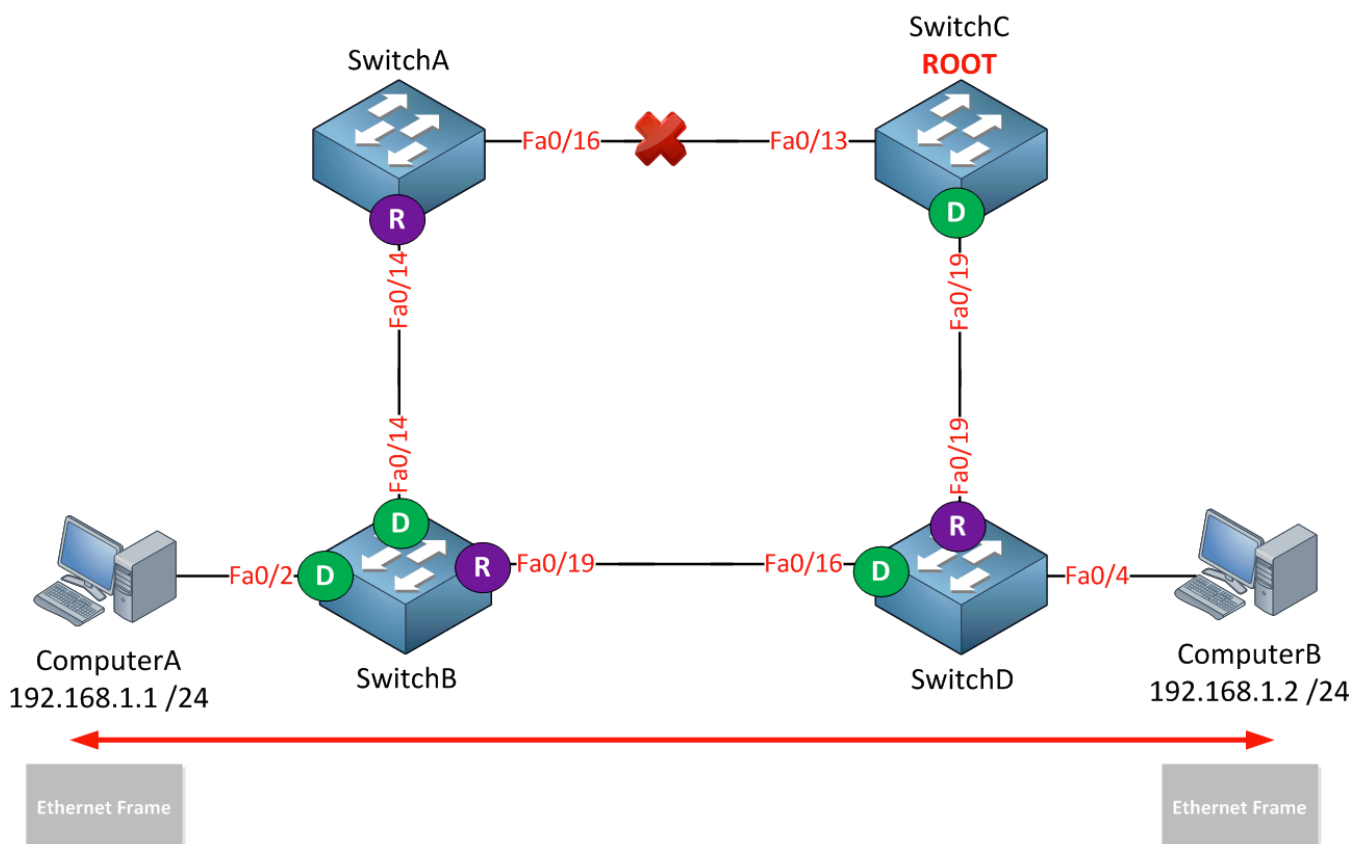 SwitchC
ROOT
SwitchA
Fa0/16
Fa0/13
R
D
Fa0/14
Fa0/19
Fa0/14
Fa0/19
D
R
D
R
D
Fa0/2
Fa0/19
Fa0/16
Fa0/4
ComputerA
192.168.1.1 /24
SwitchB
SwitchD
ComputerB
192.168.1.2 /24
Ethernet Frame
Ethernet Frame